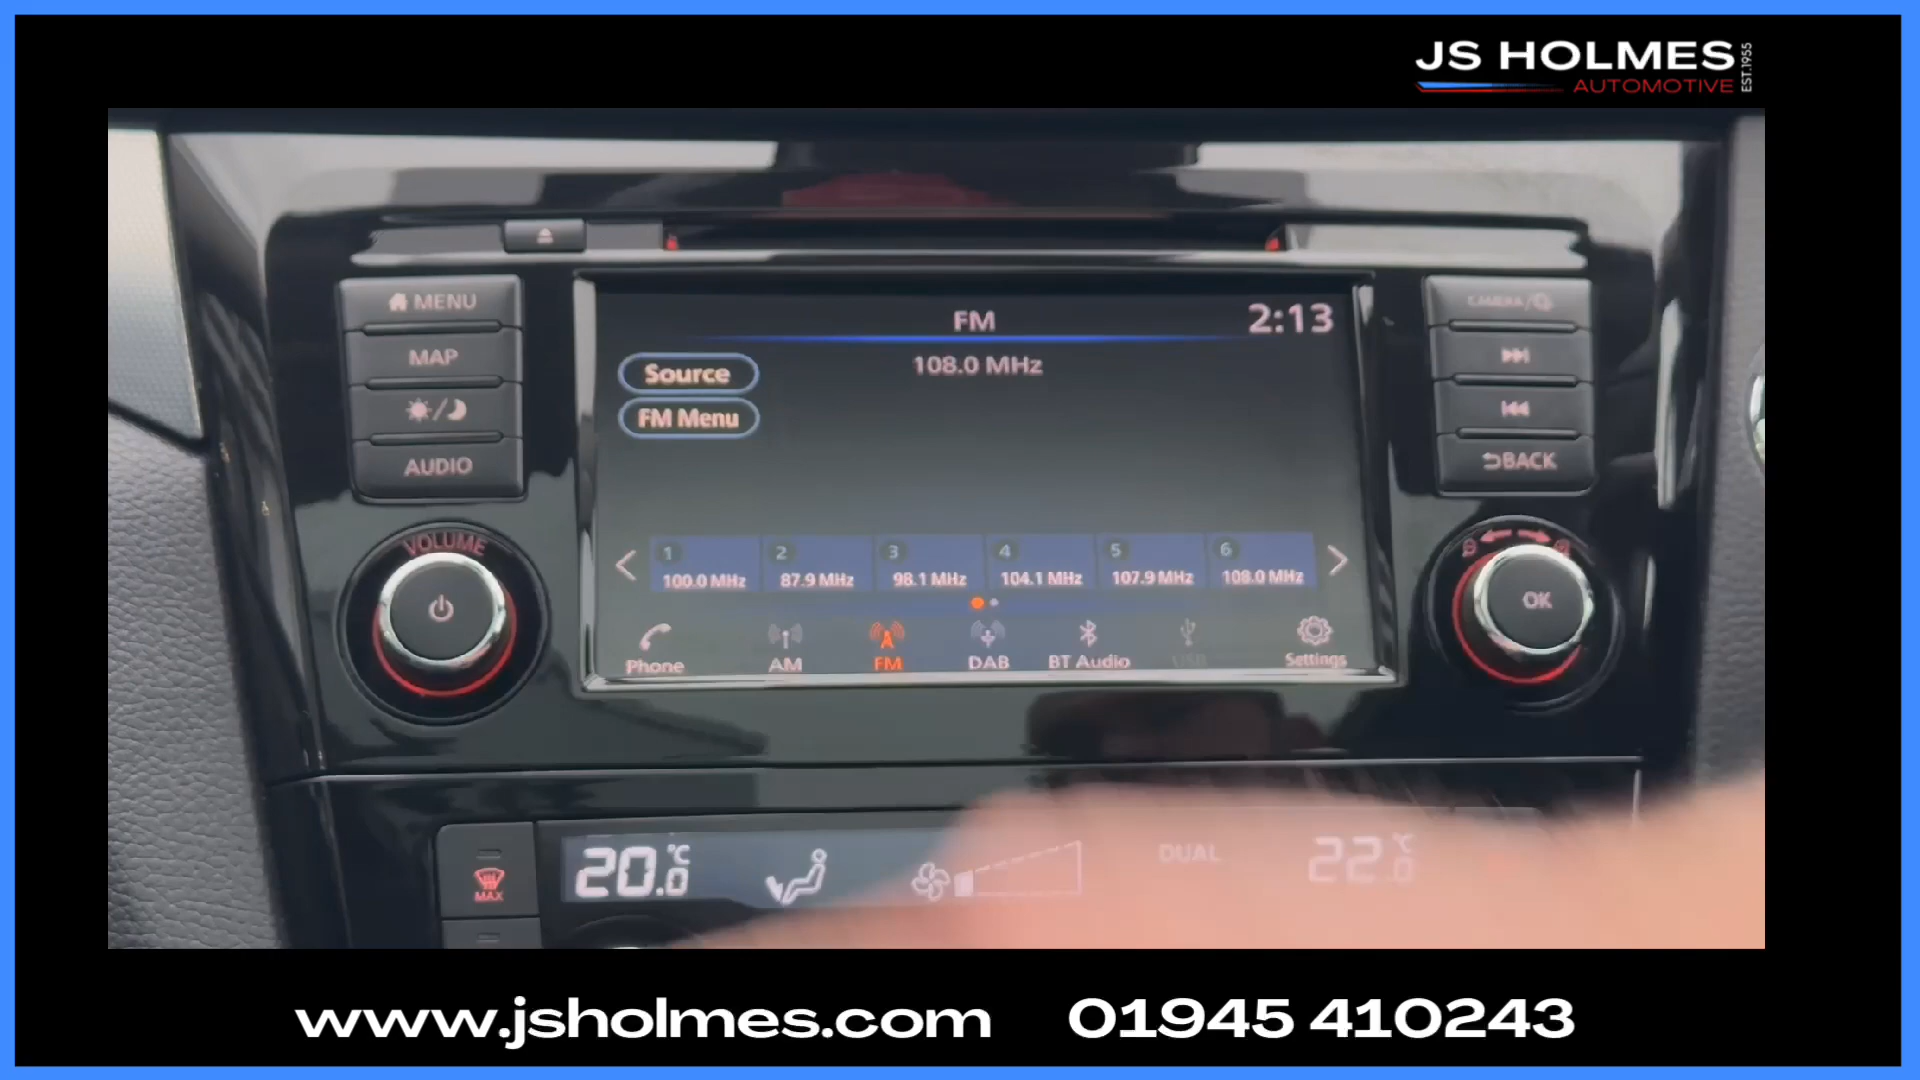 JS HOLMES
AUTOMOTIVE
EST.1955
MENU
MAP
AUDIO
VOLUME
FM
2:13
108.0 MHz
Source
FM Menu
1
100.0 MHz
2
87.9 MHz
3
98.1 MHz
4
104.1 MHz
5
107.9 MHz
6
108.0 MHz
Phone
AM
FM
DAB
BT Audio
USB
Settings
CAMERA/
BACK
OK
MAX
20.0 °C
DUAL
22.0 °C
www.jsholmes.com 01945 410243